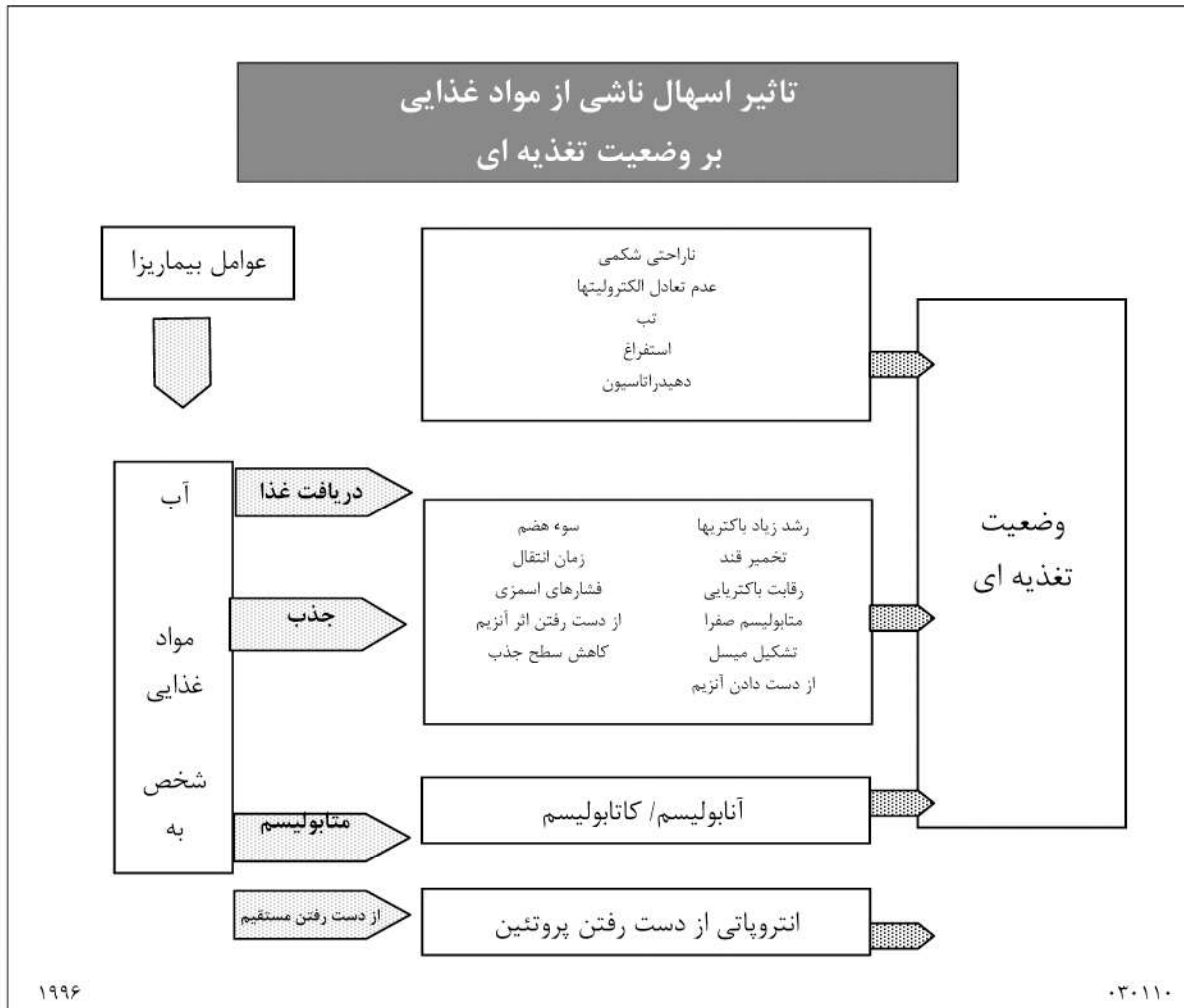 تاثیر اسهال ناشی از مواد غذایی
بر وضعیت تغذیه ای
عوامل بیماریزا
ناراحتی شکمی
عدم تعادل الکترولیتها
تب
استفراغ
دهیدراتاسیون
آب
مواد
غذایی
شخص
به
دریافت غذا
جذب
متابولیسم
از دست رفتن مستقیم
رشد زیاد باکتریها
تخمیر قند
رقابت باکتریایی
متابولیسم صفرا
تشکیل میسل
از دست دادن آنزیم
سوء هضم
زمان انتقال
فشارهای اسمزی
از دست رفتن اثر آنزیم
کاهش سطح جذب
آنابولیسم/ کاتابولیسم
انتروپاتی از دست رفتن پروتئین
وضعیت
تغذیه ای
۱۹۹۶
۰۳۰۱۱۰